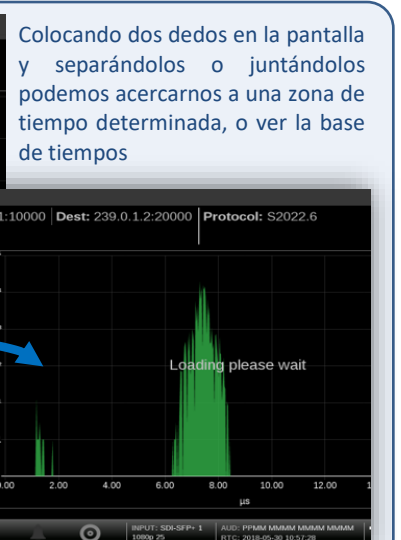 Colocando dos dedos en la pantalla
y separándolos o juntándolos
podemos acercarnos a una zona de
tiempo determinada, o ver la base
de tiempos
1:10000 Dest: 239.0.1.2:20000 Protocol: S2022.6
Loading please wait
0.00 2.00 4.00 6.00 8.00 10.00 12.00
µs
INPUT: SDI-SFP+ 1 AUD: PPMM MMMM MMMM MMMM
1080p 25 RTC: 2018-05-30 10:57:28